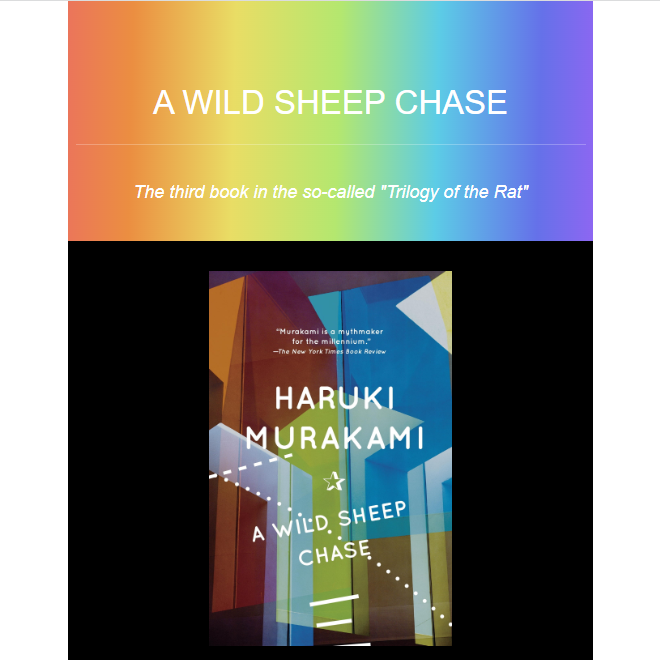 A WILD SHEEP CHASE
The third book in the so-called "Trilogy of the Rat"
"Murakami is a mythmaker
for the millennium."
—The New York Times Book Review
HARUKI
MURAKAMI
A WILD SHEEP
CHASE